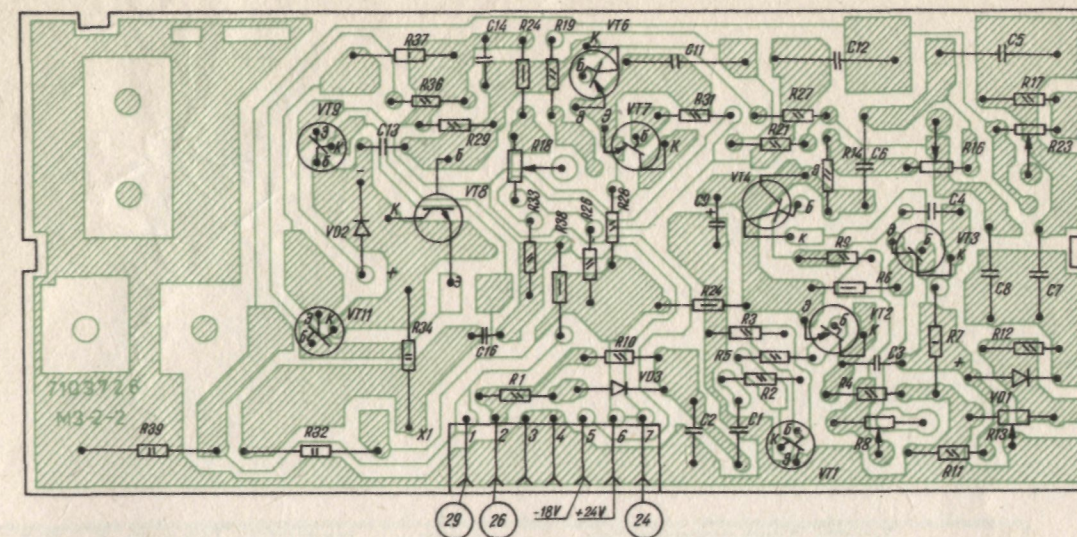 C14 R24 R19 VT6
R37 К C11 C12 C5
Б
R36 R17
VT9 Э Э VT7 R31 R27
Э C13 R29 Б R21 R23
К R18 К R14 C6 R16
Б Б
- VT8 Э VT4
R28 C9 + Б C4
К R33 R38 R26
VD2 К Э VT3
R9 Б
+ Э R6 К
C8 C7
VT11 R24 Э VT2
Э К R34 R3 Б R7 R12
Б C16 R10 К
7103726 R5 C3 +
М3-2-2 R1 VD3 R2 R4 VD1
R39 R32 X1 1 2 3 4 5 6 7 C2 C1 Б R8 R13
К
Э VT1 R11
29 26 -18V +24V 24